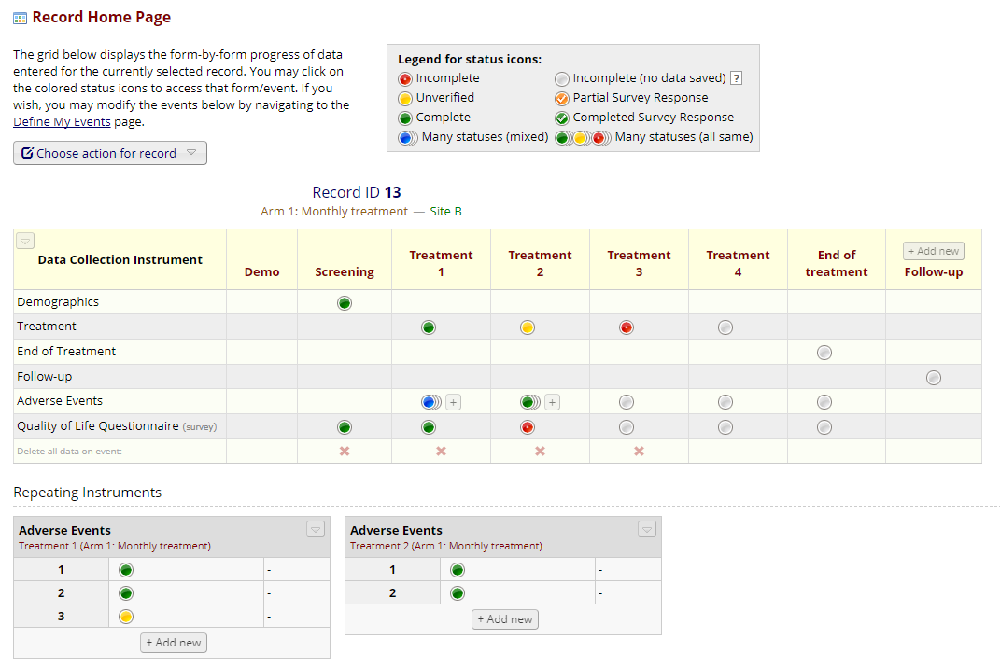 Record Home Page
The grid below displays the form-by-form progress of data
entered for the currently selected record. You may click on
the colored status icons to access that form/event. If you
wish, you may modify the events below by navigating to the
Define My Events page.
Choose action for record
Legend for status icons:
Incomplete
Incomplete (no data saved) ?
Unverified
Partial Survey Response
Complete
Completed Survey Response
Many statuses (mixed)
Many statuses (all same)
Record ID 13
Arm 1: Monthly treatment — Site B
Data Collection Instrument
Demo
Screening
Treatment
1
Treatment
2
Treatment
3
Treatment
4
End of
treatment
+ Add new
Follow-up
Demographics
Treatment
End of Treatment
Follow-up
Adverse Events
+
+
Quality of Life Questionnaire (survey)
Delete all data on event:
Repeating Instruments
Adverse Events
Treatment 1 (Arm 1: Monthly treatment)
1 -
2 -
3 -
+ Add new
Adverse Events
Treatment 2 (Arm 1: Monthly treatment)
1 -
2 -
+ Add new